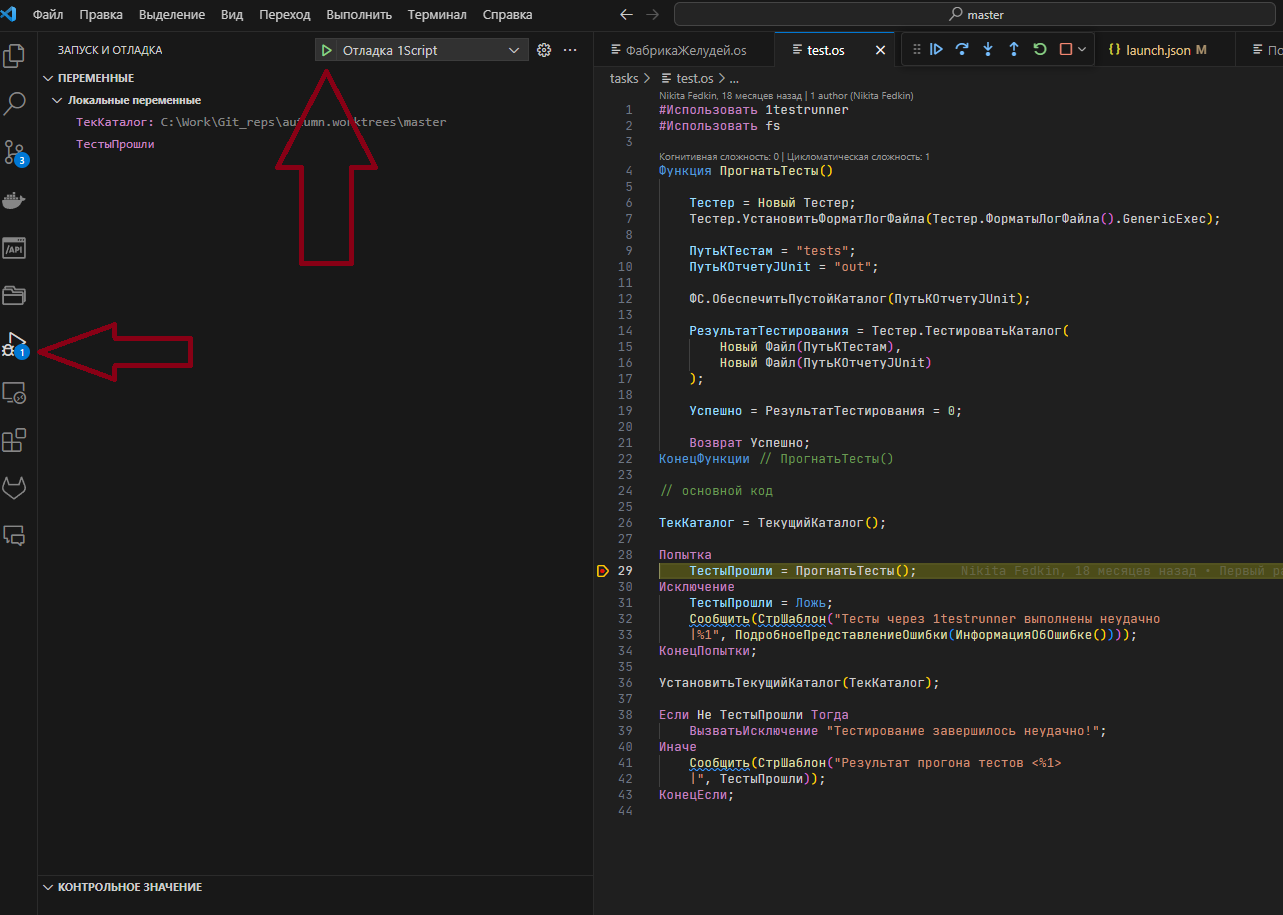 Файл Правка Выделение Вид Переход Выполнить Терминал Справка
master
ЗАПУСК И ОТЛАДКА
Отладка 1Script
ПЕРЕМЕННЫЕ
Локальные переменные
ТекКаталог: C:\Work\Git_reps\autumn.worktrees\master
ТестыПрошли
КОНТРОЛЬНОЕ ЗНАЧЕНИЕ
3
/API
1
ФабрикаЖелудей.os
test.os
{} launch.json M
tasks > test.os > ...
Nikita Fedkin, 18 месяцев назад | 1 author (Nikita Fedkin)
1 #Использовать 1testrunner
2 #Использовать fs
3
Когнитивная сложность: 0 | Цикломатическая сложность: 1
4 Функция ПрогнатьТесты()
5
6 Тестер = Новый Тестер;
7 Тестер.УстановитьФорматЛогФайла(Тестер.ФорматыЛогФайла().GenericExec);
8
9 ПутьКТестам = "tests";
10 ПутьКОтчетуJUnit = "out";
11
12 ФС.ОбеспечитьПустойКаталог(ПутьКОтчетуJUnit);
13
14 РезультатТестирования = Тестер.ТестироватьКаталог(
15 Новый Файл(ПутьКТестам),
16 Новый Файл(ПутьКОтчетуJUnit)
17 );
18
19 Успешно = РезультатТестирования = 0;
20
21 Возврат Успешно;
22 КонецФункции // ПрогнатьТесты()
23
24 // основной код
25
26 ТекКаталог = ТекущийКаталог();
27
28 Попытка
29 ТестыПрошли = ПрогнатьТесты(); Nikita Fedkin, 18 месяцев назад • Первый
30 Исключение
31 ТестыПрошли = Ложь;
32 Сообщить(СтрШаблон("Тесты через 1testrunner выполнены неудачно
33 |%1", ПодробноеПредставлениеОшибки(ИнформацияОбОшибке())));
34 КонецПопытки;
35
36 УстановитьТекущийКаталог(ТекКаталог);
37
38 Если Не ТестыПрошли Тогда
39 ВызватьИсключение "Тестирование завершилось неудачно!";
40 Иначе
41 Сообщить(СтрШаблон("Результат прогона тестов <%1>
42 |", ТестыПрошли));
43 КонецЕсли;
44